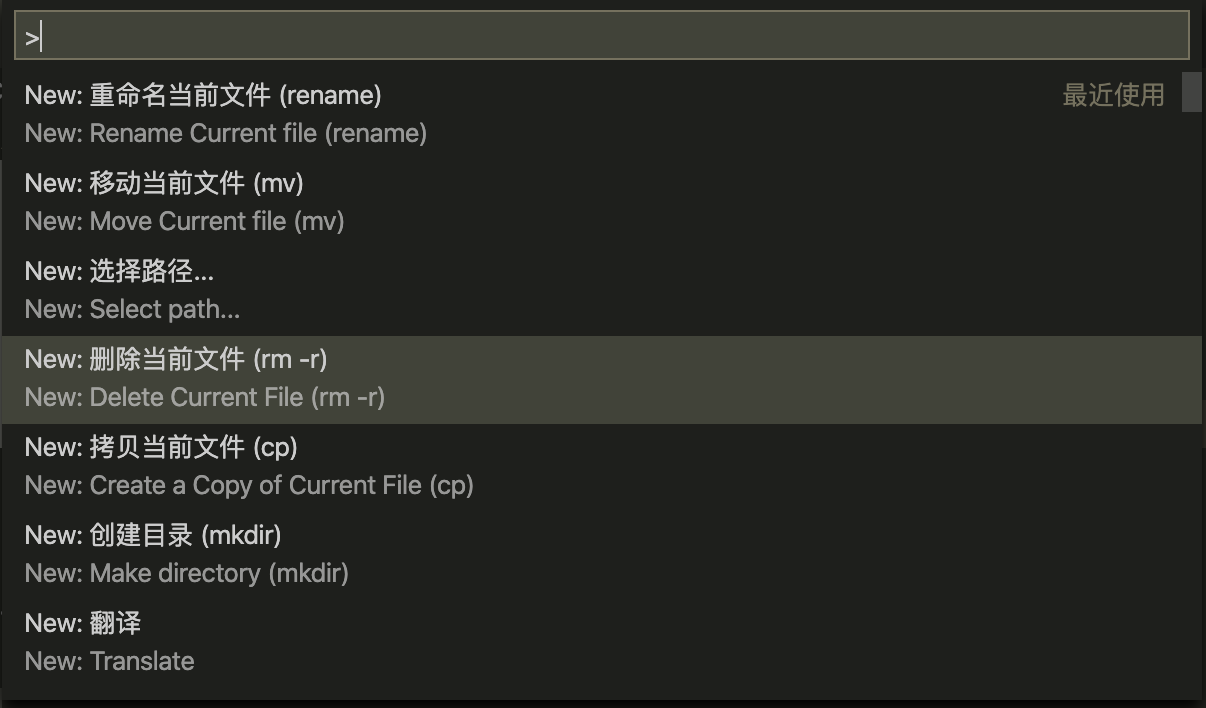 >
New: 重命名当前文件 (rename)
最近使用
New: Rename Current file (rename)
New: 移动当前文件 (mv)
New: Move Current file (mv)
New: 选择路径...
New: Select path...
New: 删除当前文件 (rm -r)
New: Delete Current File (rm -r)
New: 拷贝当前文件 (cp)
New: Create a Copy of Current File (cp)
New: 创建目录 (mkdir)
New: Make directory (mkdir)
New: 翻译
New: Translate